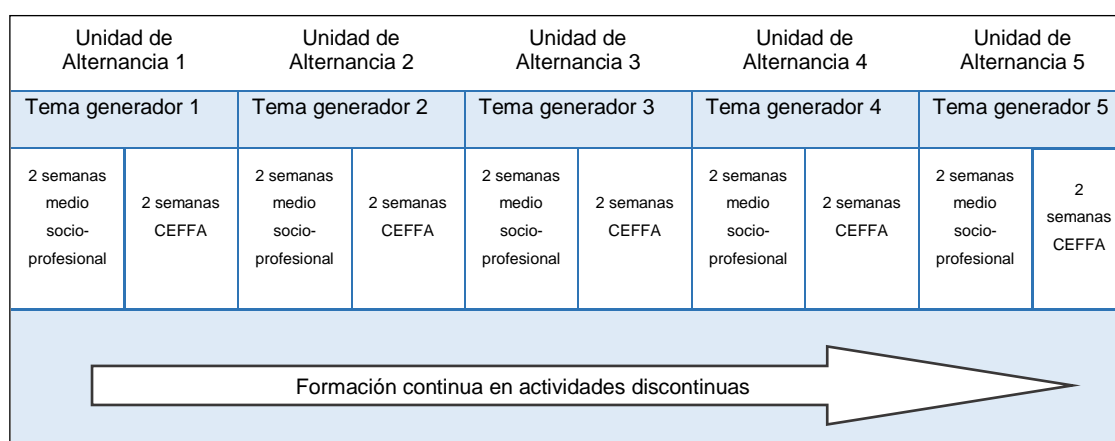 Unidad de
Alternancia 1
Unidad de
Alternancia 2
Unidad de
Alternancia 3
Unidad de
Alternancia 4
Unidad de
Alternancia 5
Tema generador 1
Tema generador 2
Tema generador 3
Tema generador 4
Tema generador 5
2 semanas
medio
socio-
profesional
2 semanas
CEFFA
2 semanas
medio
socio-
profesional
2 semanas
CEFFA
2 semanas
medio
socio-
profesional
2 semanas
CEFFA
2 semanas
medio
socio-
profesional
2 semanas
CEFFA
2 semanas
medio
socio-
profesional
2
semanas
CEFFA
Formación continua en actividades discontinuas